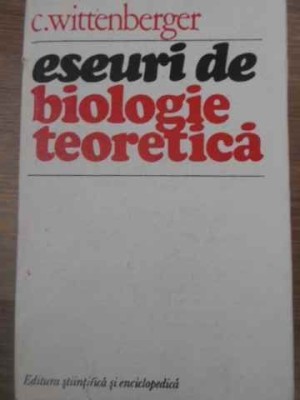 c.wittenberger
eseuri de
biologie
teoretică
Editura științifică și enciclopedică